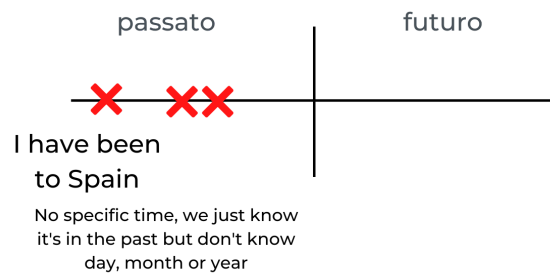 passato
futuro
I have been
to Spain
No specific time, we just know
it's in the past but don't know
day, month or year